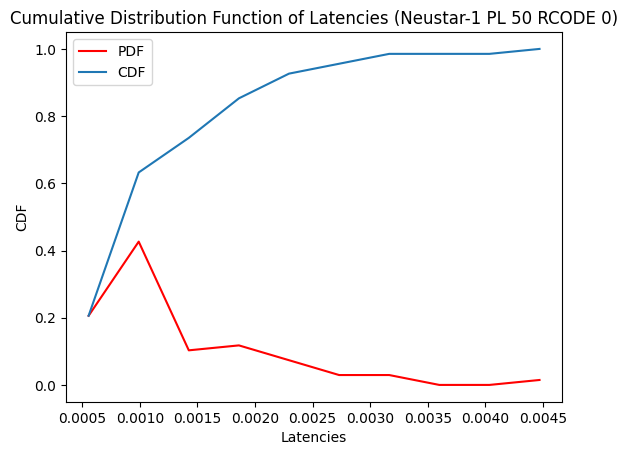 Cumulative Distribution Function of Latencies (Neustar-1 PL 50 RCODE 0)
PDF
CDF
1.0
0.8
0.6
0.4
0.2
0.0
CDF
0.0005 0.0010 0.0015 0.0020 0.0025 0.0030 0.0035 0.0040 0.0045
Latencies